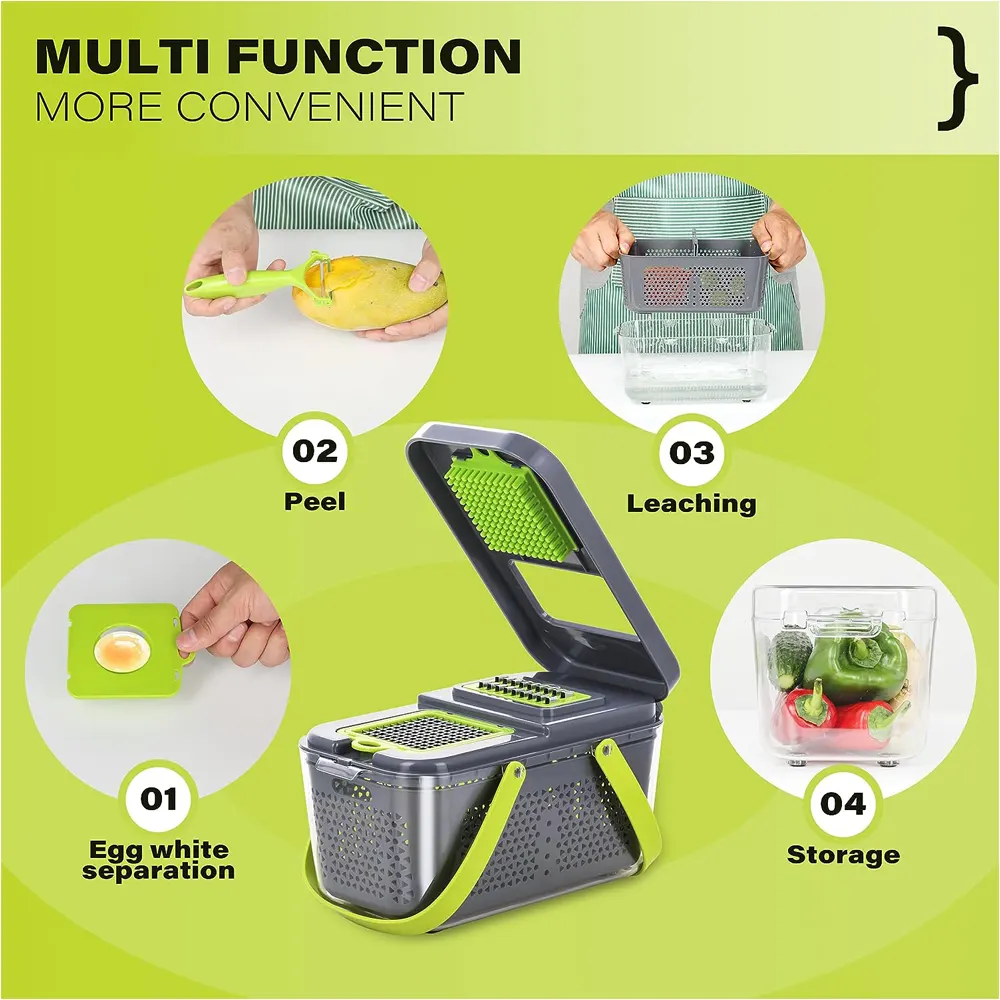 MULTI FUNCTION
MORE CONVENIENT
}
02
Peel
03
Leaching
01
Egg white
separation
04
Storage